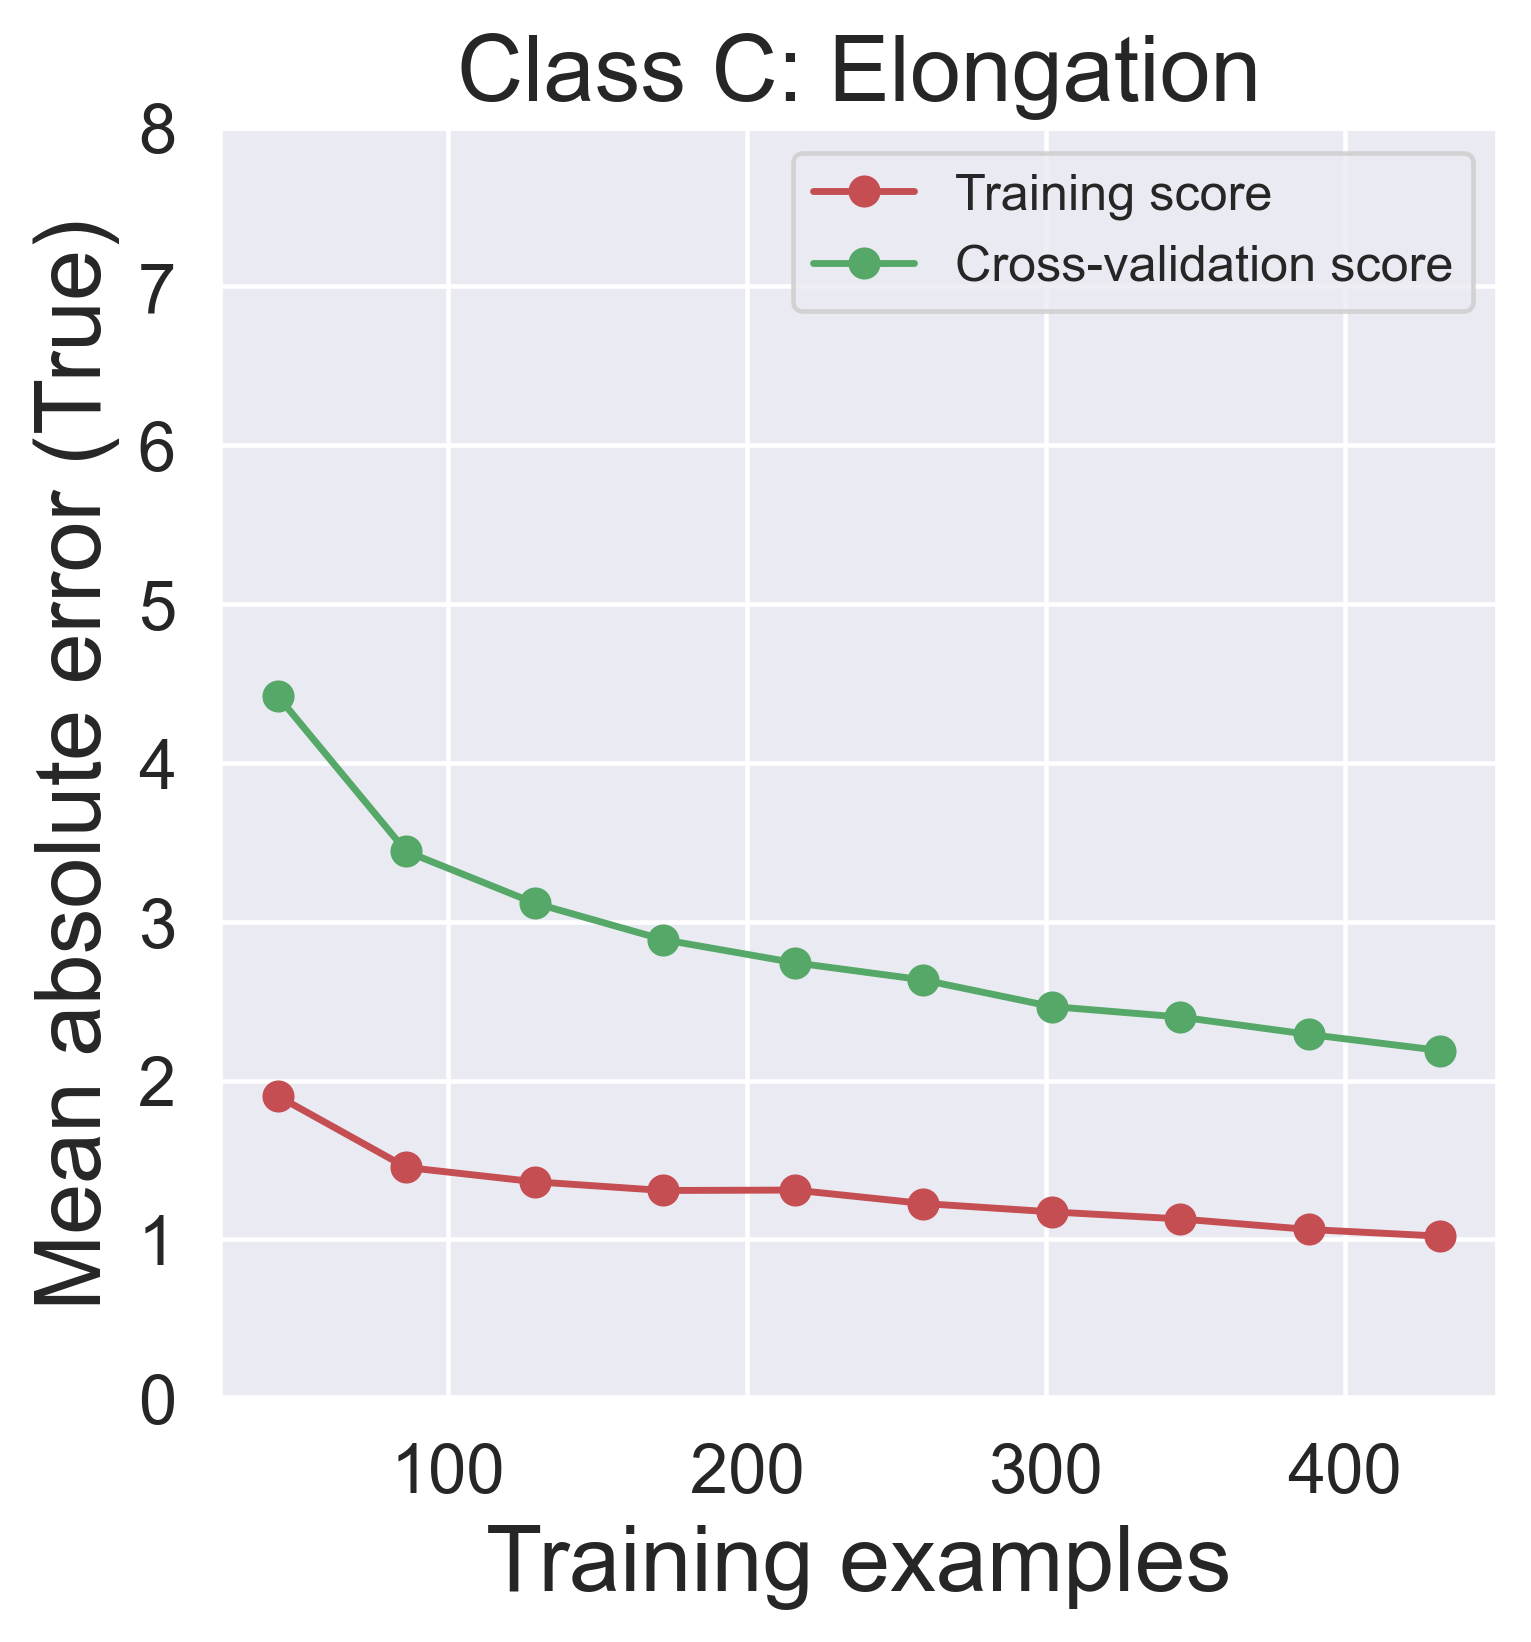 Class C: Elongation
Training score
Cross-validation score
Mean absolute error (True)
8
7
6
5
4
3
2
1
0
100 200 300 400
Training examples